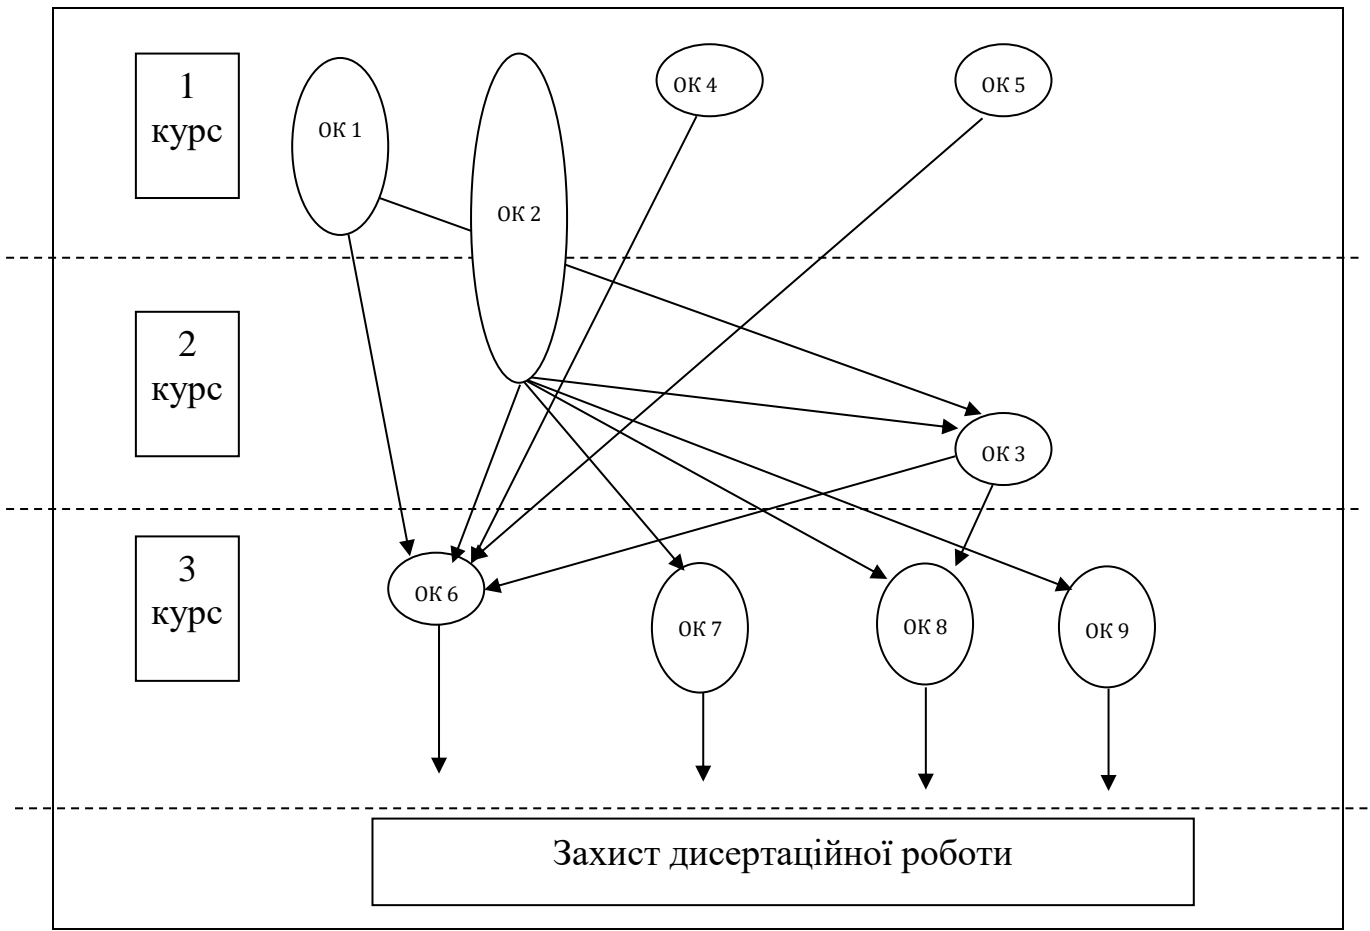 1
курс
ОК 1
ОК 2
ОК 4
ОК 5
2
курс
ОК 3
3
курс
ОК 6
ОК 7
ОК 8
ОК 9
Захист дисертаційної роботи